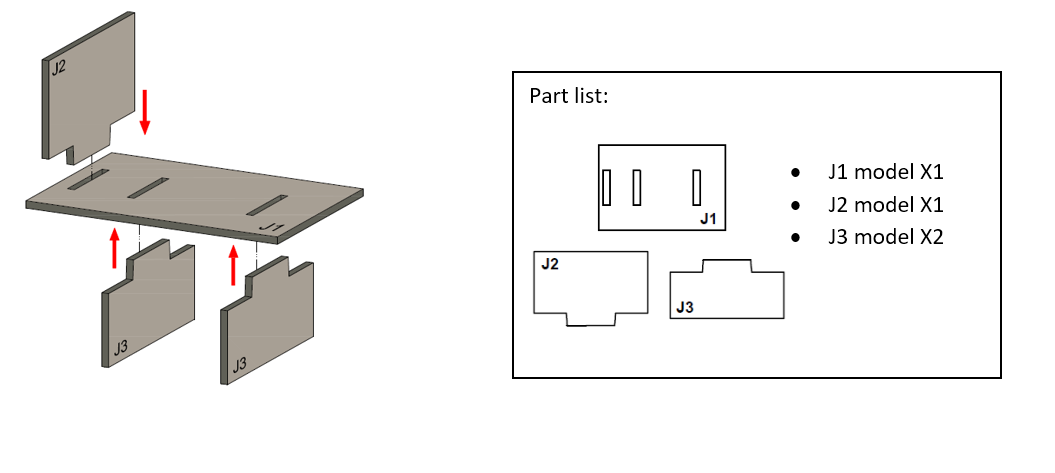 J2
J1
J3
J3
Part list:
J1
J2
J3
• J1 model X1
• J2 model X1
• J3 model X2